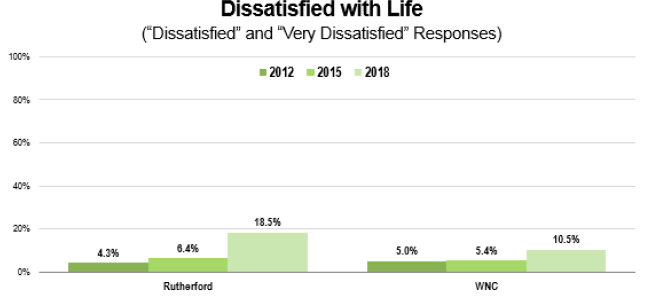 Dissatisfied with Life
(“Dissatisfied” and “Very Dissatisfied” Responses)
100%
2012 2015 2018
80%
60%
40%
20%
18.5%
4.3% 6.4% 5.0% 5.4% 10.5%
0%
Rutherford WNC